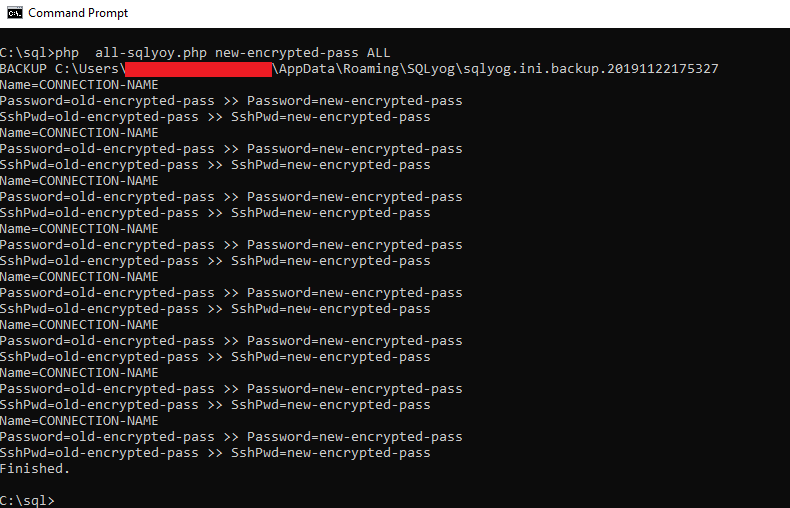 Command Prompt
C:\sql>php  all-sqlyoy.php new-encrypted-pass ALL
BACKUP C:\Users\ \AppData\Roaming\SQLyog\sqlyog.ini.backup.20191122175327
Name=CONNECTION-NAME
Password=old-encrypted-pass >> Password=new-encrypted-pass
SshPwd=old-encrypted-pass >> SshPwd=new-encrypted-pass
Name=CONNECTION-NAME
Password=old-encrypted-pass >> Password=new-encrypted-pass
SshPwd=old-encrypted-pass >> SshPwd=new-encrypted-pass
Name=CONNECTION-NAME
Password=old-encrypted-pass >> Password=new-encrypted-pass
SshPwd=old-encrypted-pass >> SshPwd=new-encrypted-pass
Name=CONNECTION-NAME
Password=old-encrypted-pass >> Password=new-encrypted-pass
SshPwd=old-encrypted-pass >> SshPwd=new-encrypted-pass
Name=CONNECTION-NAME
Password=old-encrypted-pass >> Password=new-encrypted-pass
SshPwd=old-encrypted-pass >> SshPwd=new-encrypted-pass
Name=CONNECTION-NAME
Password=old-encrypted-pass >> Password=new-encrypted-pass
SshPwd=old-encrypted-pass >> SshPwd=new-encrypted-pass
Name=CONNECTION-NAME
Password=old-encrypted-pass >> Password=new-encrypted-pass
SshPwd=old-encrypted-pass >> SshPwd=new-encrypted-pass
Name=CONNECTION-NAME
Password=old-encrypted-pass >> Password=new-encrypted-pass
SshPwd=old-encrypted-pass >> SshPwd=new-encrypted-pass
Finished.
C:\sql>